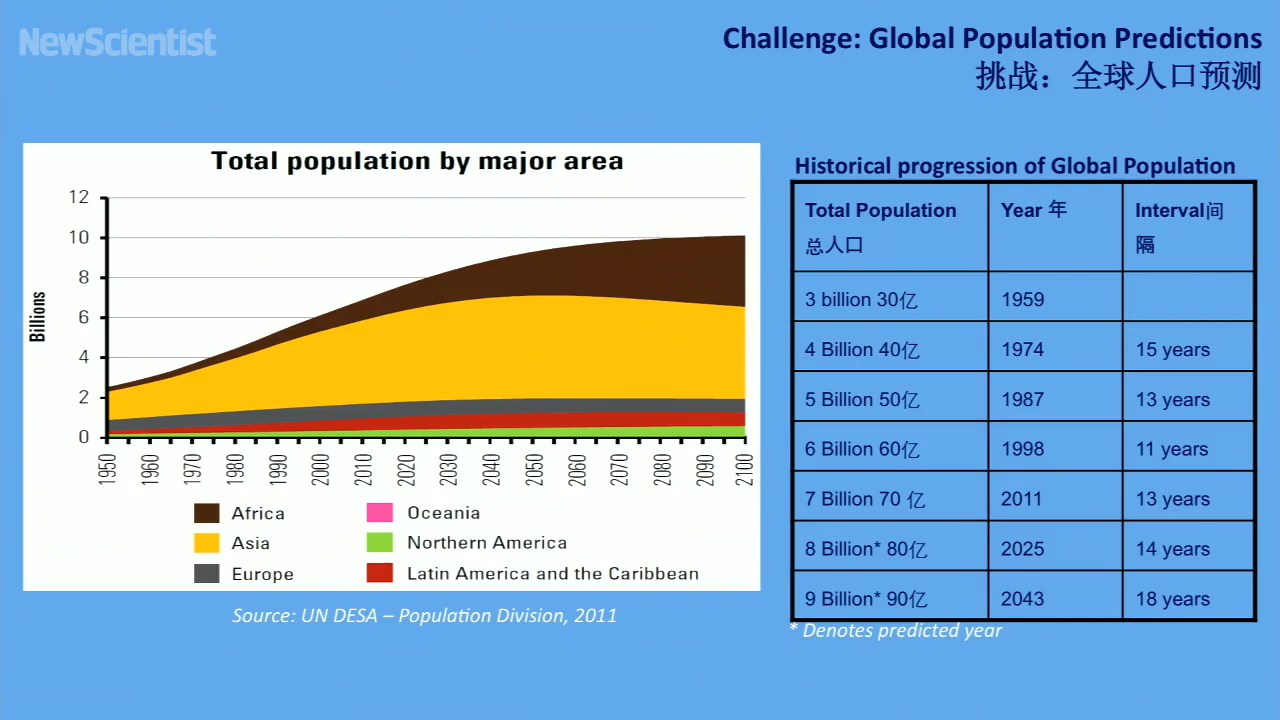 NewScientist
Challenge: Global Population Predictions
挑战：全球人口预测
Total population by major area
12
10
8
6
4
2
0
Billions
1950 1960 1970 1980 1990 2000 2010 2020 2030 2040 2050 2060 2070 2080 2090 2100
Africa Oceania
Asia Northern America
Europe Latin America and the Caribbean
Source: UN DESA – Population Division, 2011
Historical progression of Global Population
Total Population Year 年 Interval间
总人口 隔
3 billion 30亿 1959
4 Billion 40亿 1974 15 years
5 Billion 50亿 1987 13 years
6 Billion 60亿 1998 11 years
7 Billion 70 亿 2011 13 years
8 Billion* 80亿 2025 14 years
9 Billion* 90亿 2043 18 years
* Denotes predicted year